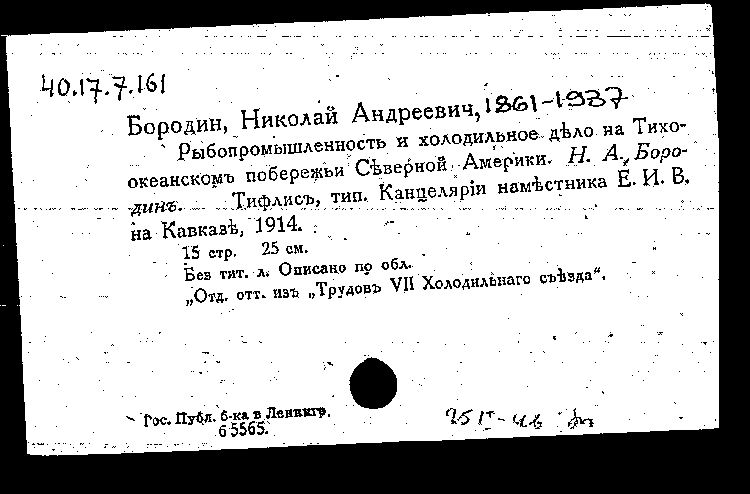 40.17.7.161
Бородин, Николай Андреевич, 1861-1937
Рыбопромышленность и холодильное дѣло на Тихо-
океанскомъ побережьи Сѣверной Америки. Н. А. Боро-
динъ. Тифлисъ, тип. Канцелярiи намѣстника Е. И. В.
на Кавказѣ, 1914.
15 стр. 25 см.
Без тит. л. Описано по обл.
„Отд. отт. изъ „Трудовъ VII Холодильнаго съѣзда“.
Гос. Публ. б-ка в Ленингр.
б 5565.